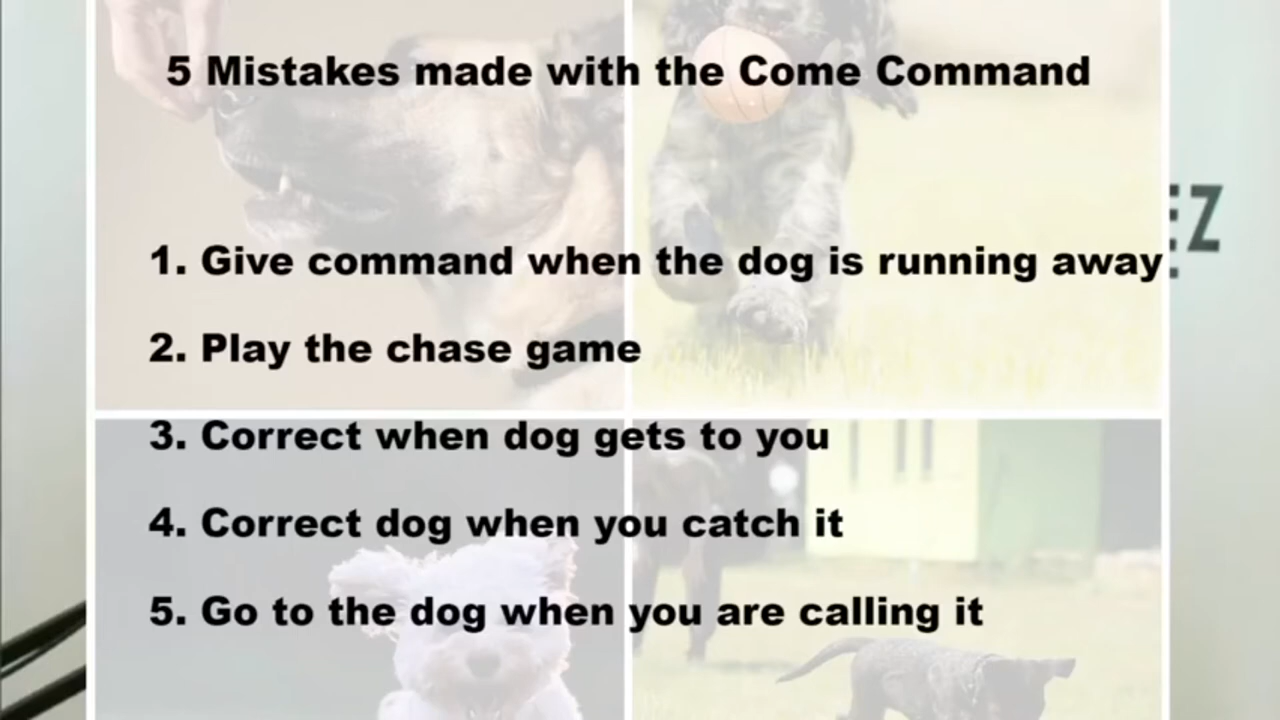 5 Mistakes made with the Come Command
1. Give command when the dog is running away
2. Play the chase game
3. Correct when dog gets to you
4. Correct dog when you catch it
5. Go to the dog when you are calling it